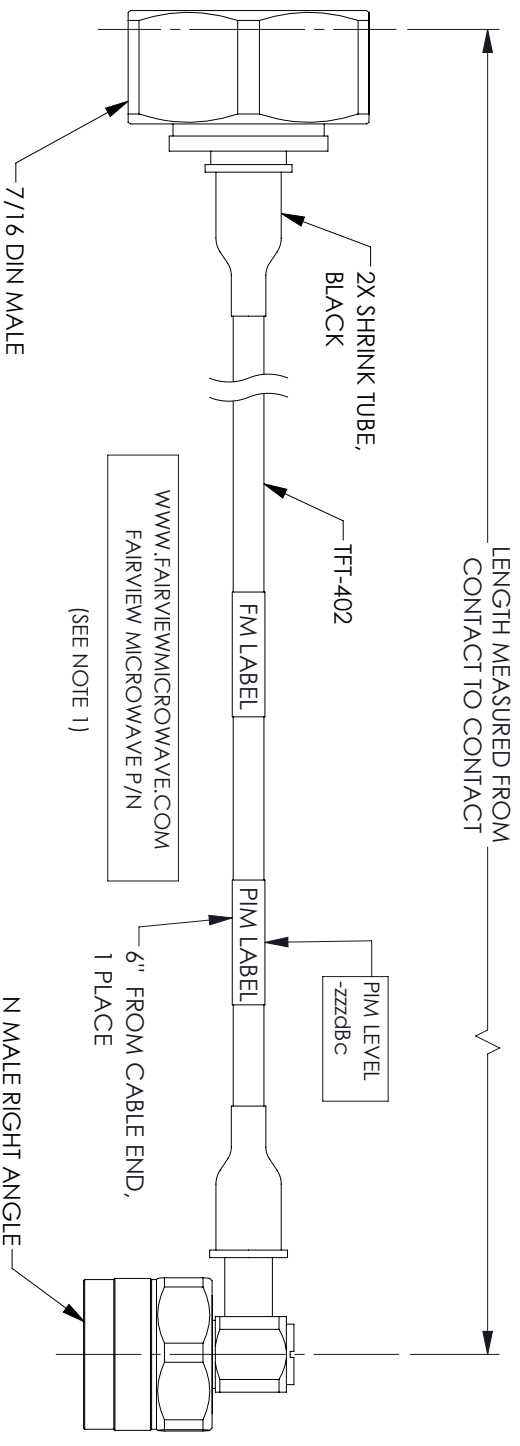 LENGTH MEASURED FROM
CONTACT TO CONTACT
7/16 DIN MALE
2X SHRINK TUBE,
BLACK
TFT-402
FM LABEL
WWW.FAIRVIEWMICROWAVE.COM
FAIRVIEW MICROWAVE P/N
(SEE NOTE 1)
PIM LABEL
PIM LEVEL
-zzzdBc
6" FROM CABLE END,
1 PLACE
N MALE RIGHT ANGLE